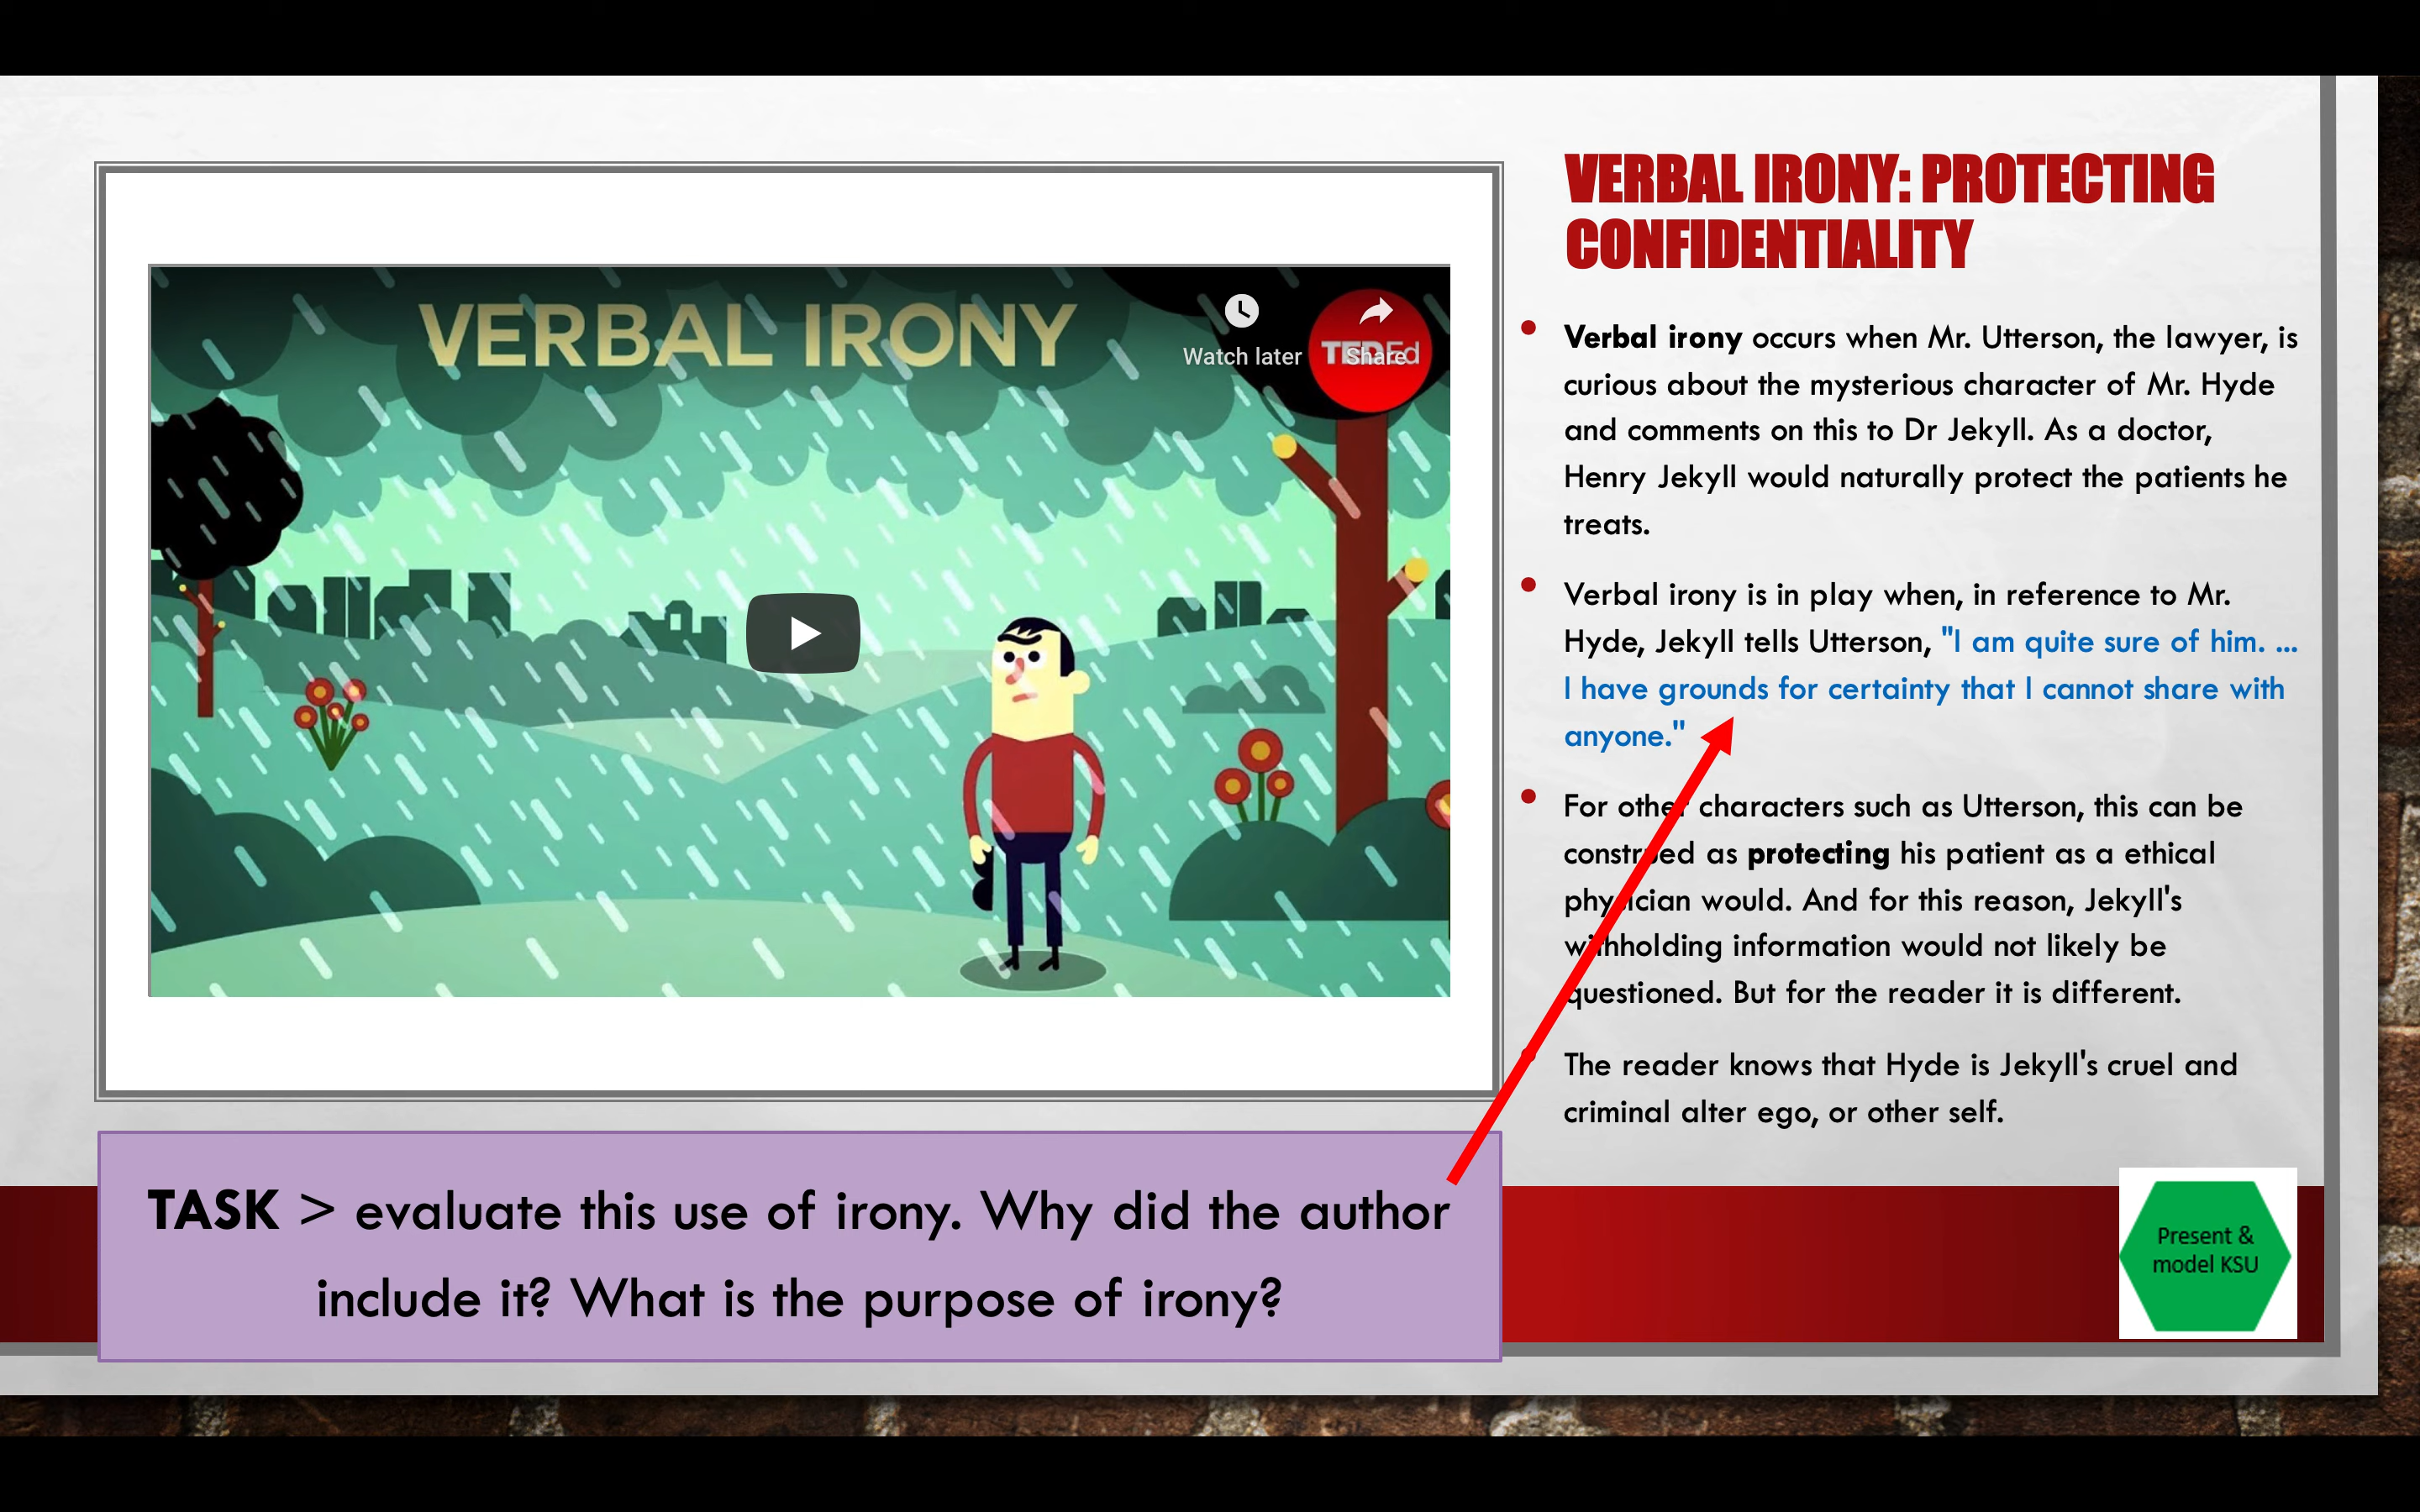 VERBAL IRONY: PROTECTING
CONFIDENTIALITY
VERBAL IRONY
Watch later
Share
TED Ed
Verbal irony occurs when Mr. Utterson, the lawyer, is
curious about the mysterious character of Mr. Hyde
and comments on this to Dr Jekyll. As a doctor,
Henry Jekyll would naturally protect the patients he
treats.
Verbal irony is in play when, in reference to Mr.
Hyde, Jekyll tells Utterson, "I am quite sure of him. ...
I have grounds for certainty that I cannot share with
anyone."
For other characters such as Utterson, this can be
construed as protecting his patient as a ethical
physician would. And for this reason, Jekyll's
withholding information would not likely be
questioned. But for the reader it is different.
The reader knows that Hyde is Jekyll's cruel and
criminal alter ego, or other self.
TASK > evaluate this use of irony. Why did the author
include it? What is the purpose of irony?
Present &
model KSU